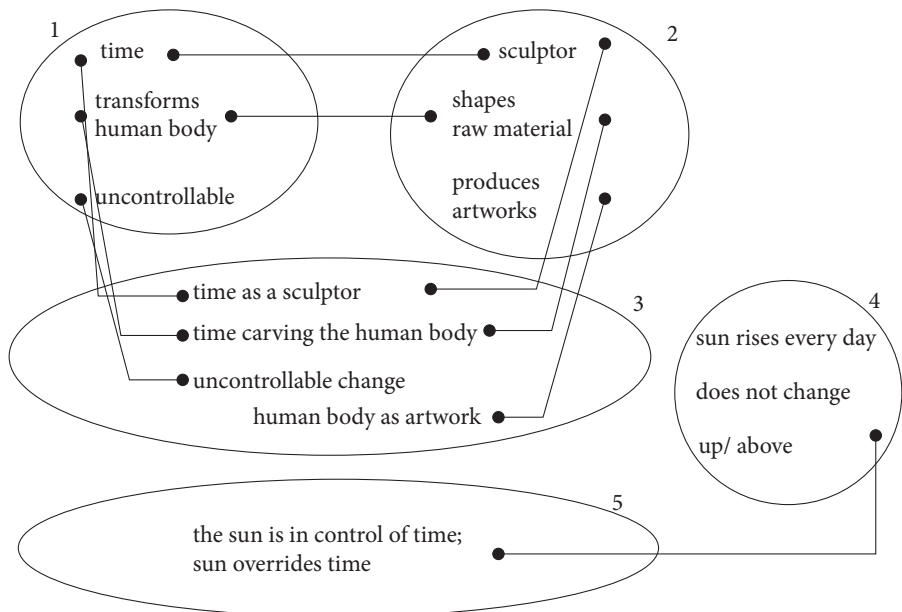 1
time
transforms
human body
uncontrollable
2
sculptor
shapes
raw material
produces
artworks
3
time as a sculptor
time carving the human body
uncontrollable change
human body as artwork
4
sun rises every day
does not change
up/ above
5
the sun is in control of time;
sun overrides time